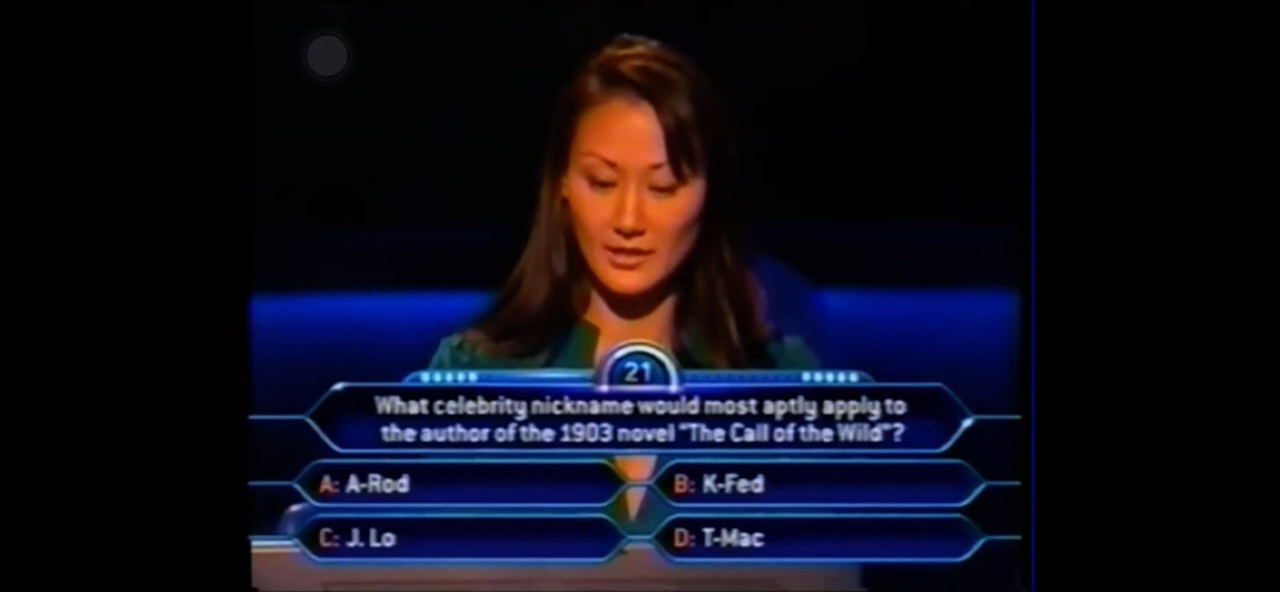 21
What celebrity nickname would most aptly apply to
the author of the 1903 novel "The Call of the Wild"?
A: A-Rod
B: K-Fed
C: J. Lo
D: T-Mac